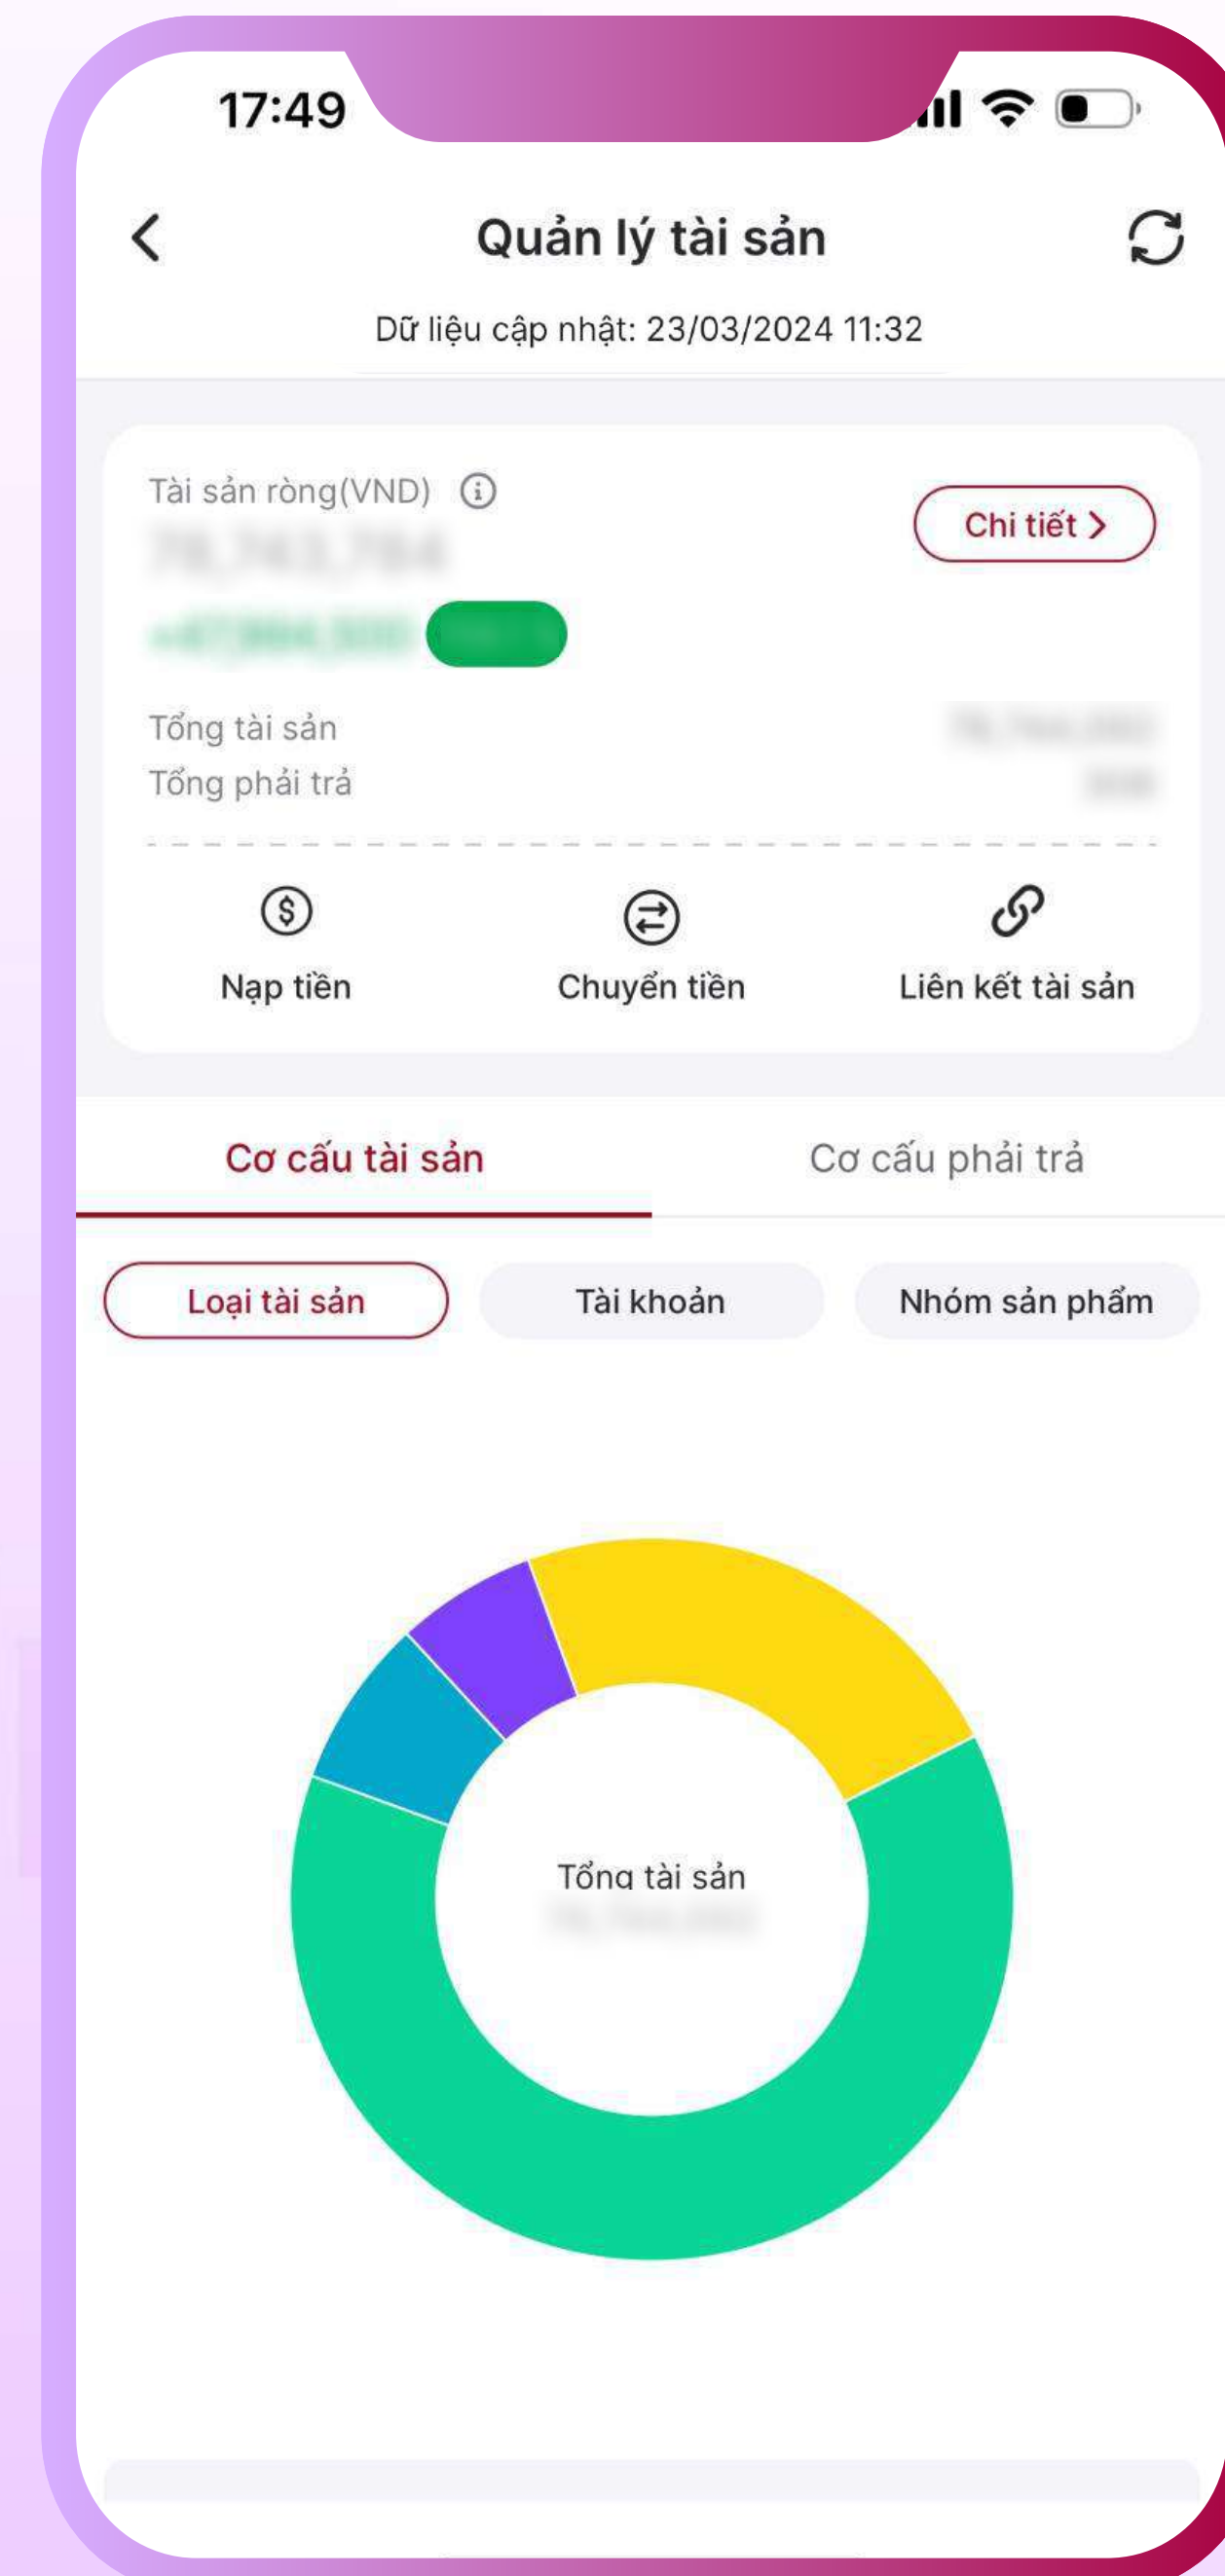 17:49
Quản lý tài sản
Dữ liệu cập nhật: 23/03/2024 11:32
Tài sản ròng(VND)
Chi tiết
Tổng tài sản
Tổng phải trả
Nạp tiền
Chuyển tiền
Liên kết tài sản
Cơ cấu tài sản
Cơ cấu phải trả
Loại tài sản
Tài khoản
Nhóm sản phẩm
Tổng tài sản